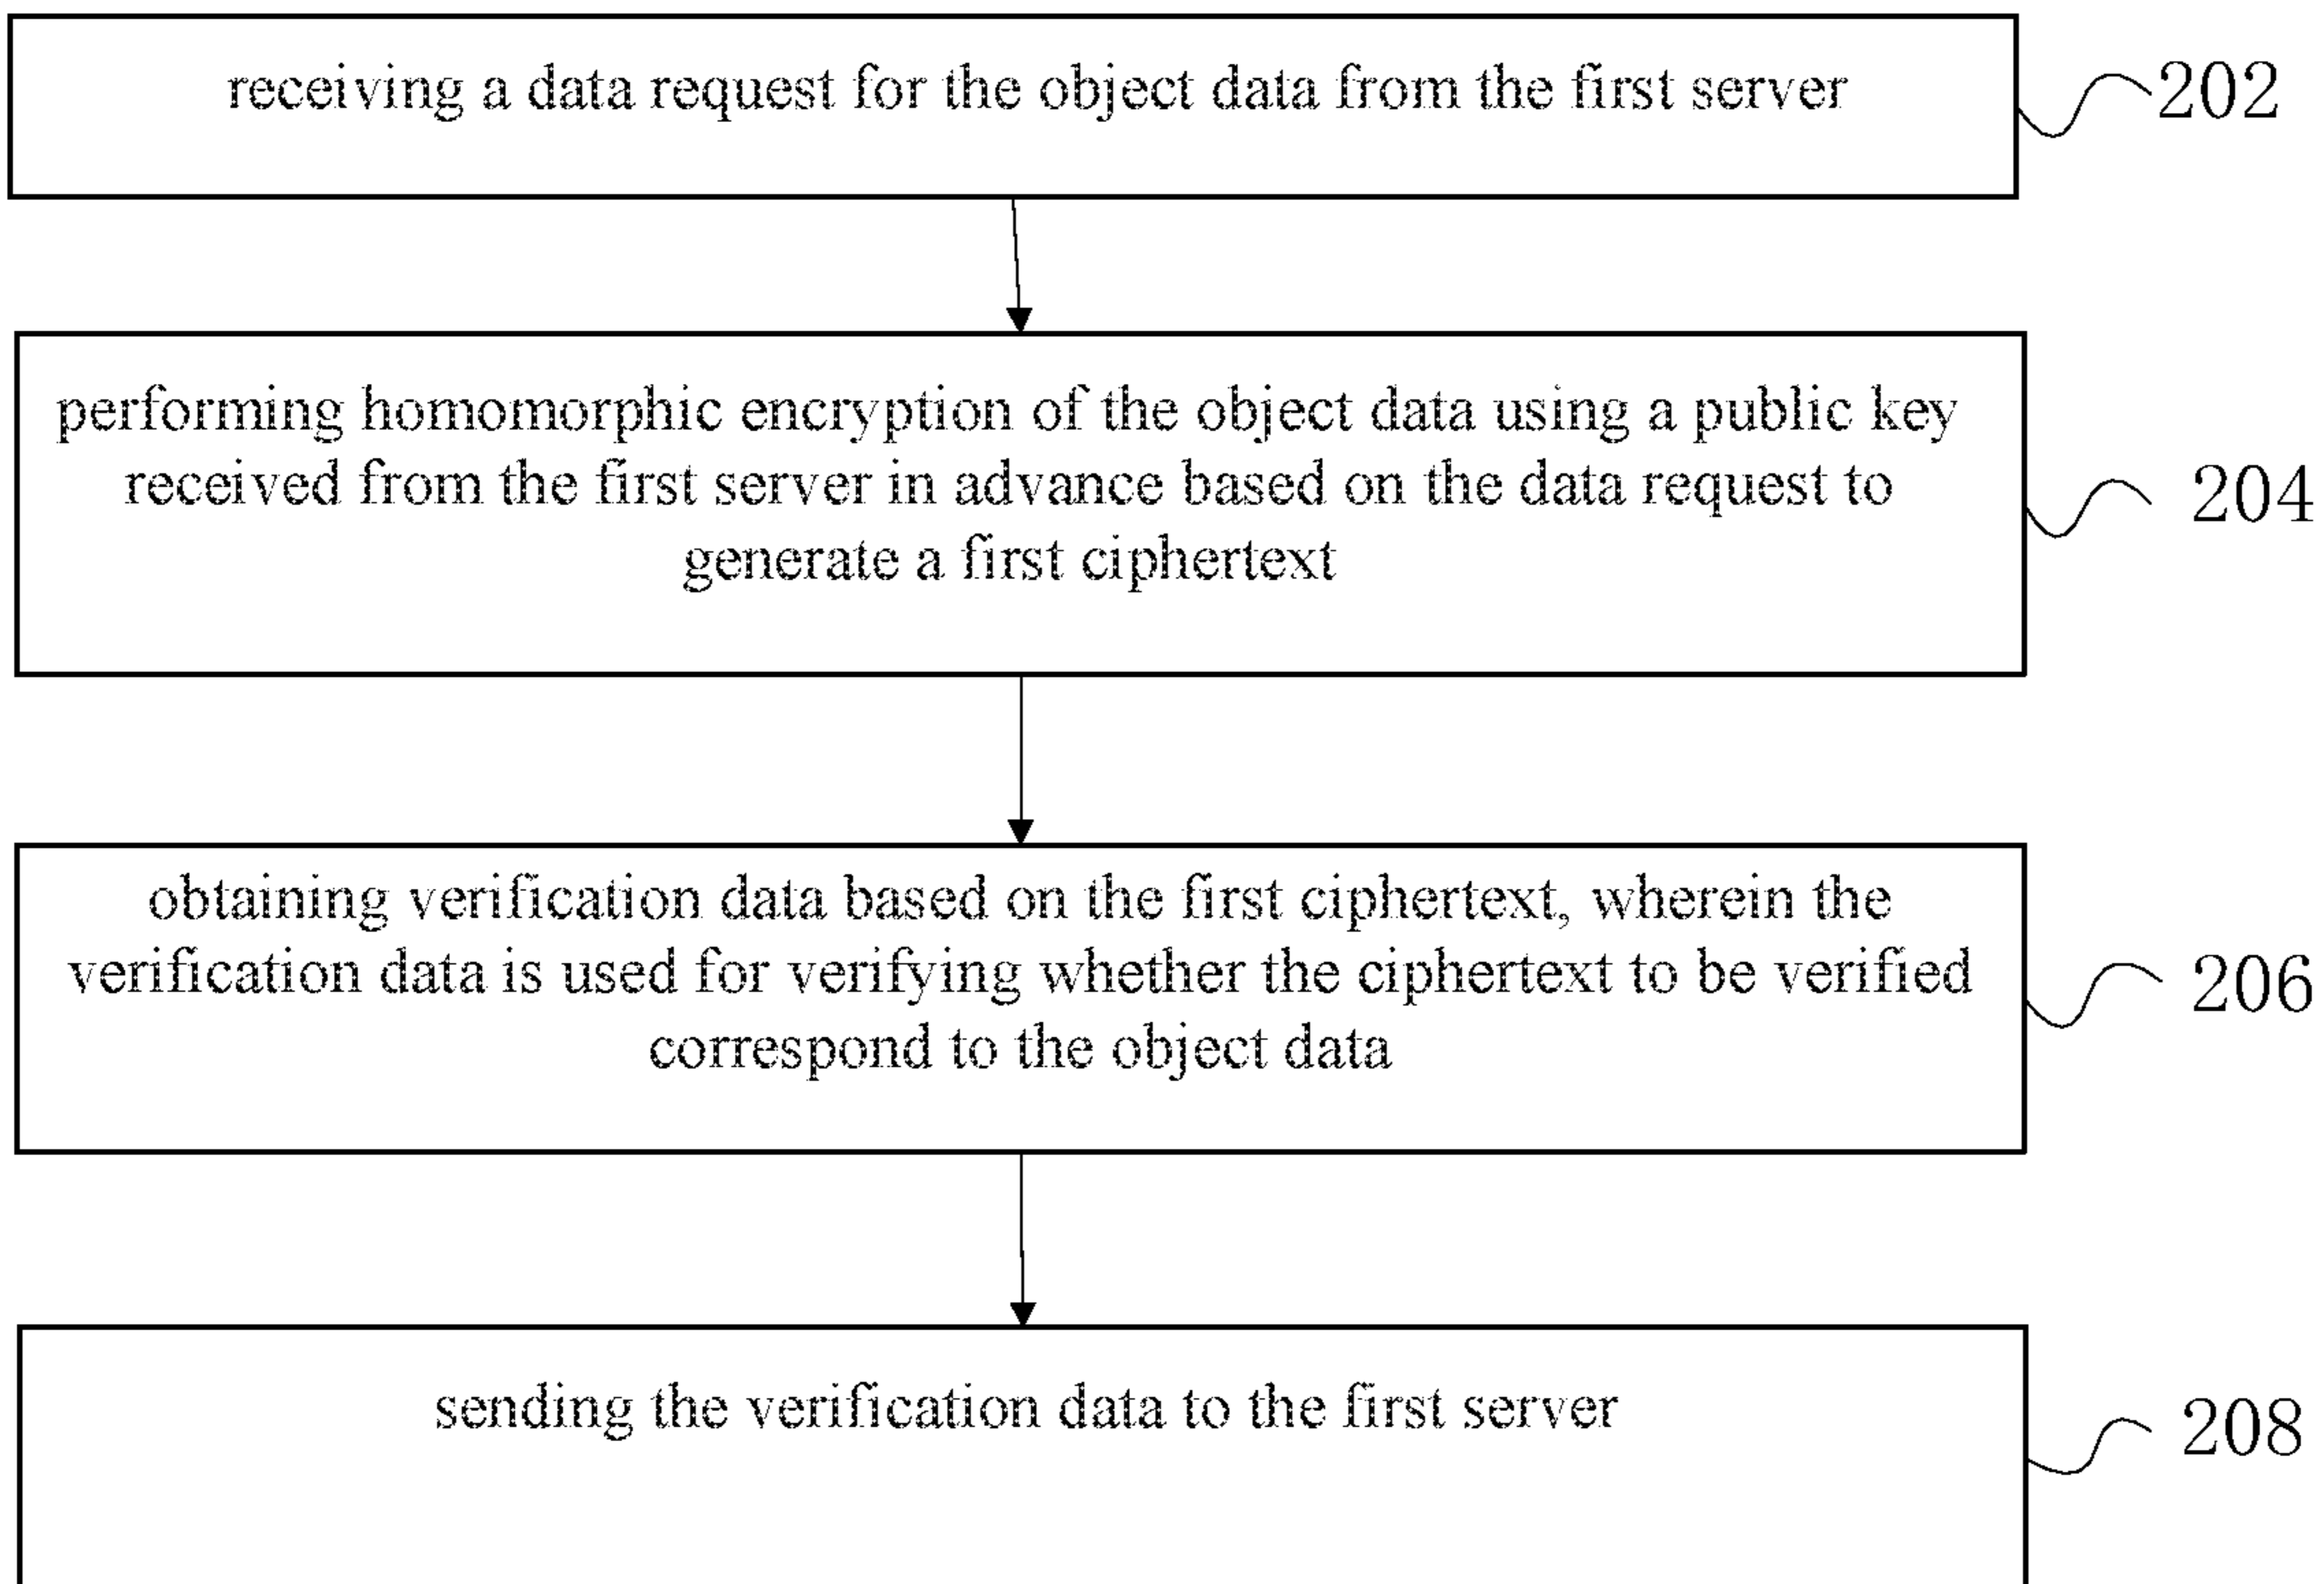 receiving a data request for the object data from the first server
202
performing homomorphic encryption of the object data using a public key
received from the first server in advance based on the data request to
generate a first ciphertext
204
obtaining verification data based on the first ciphertext, wherein the
verification data is used for verifying whether the ciphertext to be verified
correspond to the object data
206
sending the verification data to the first server
208